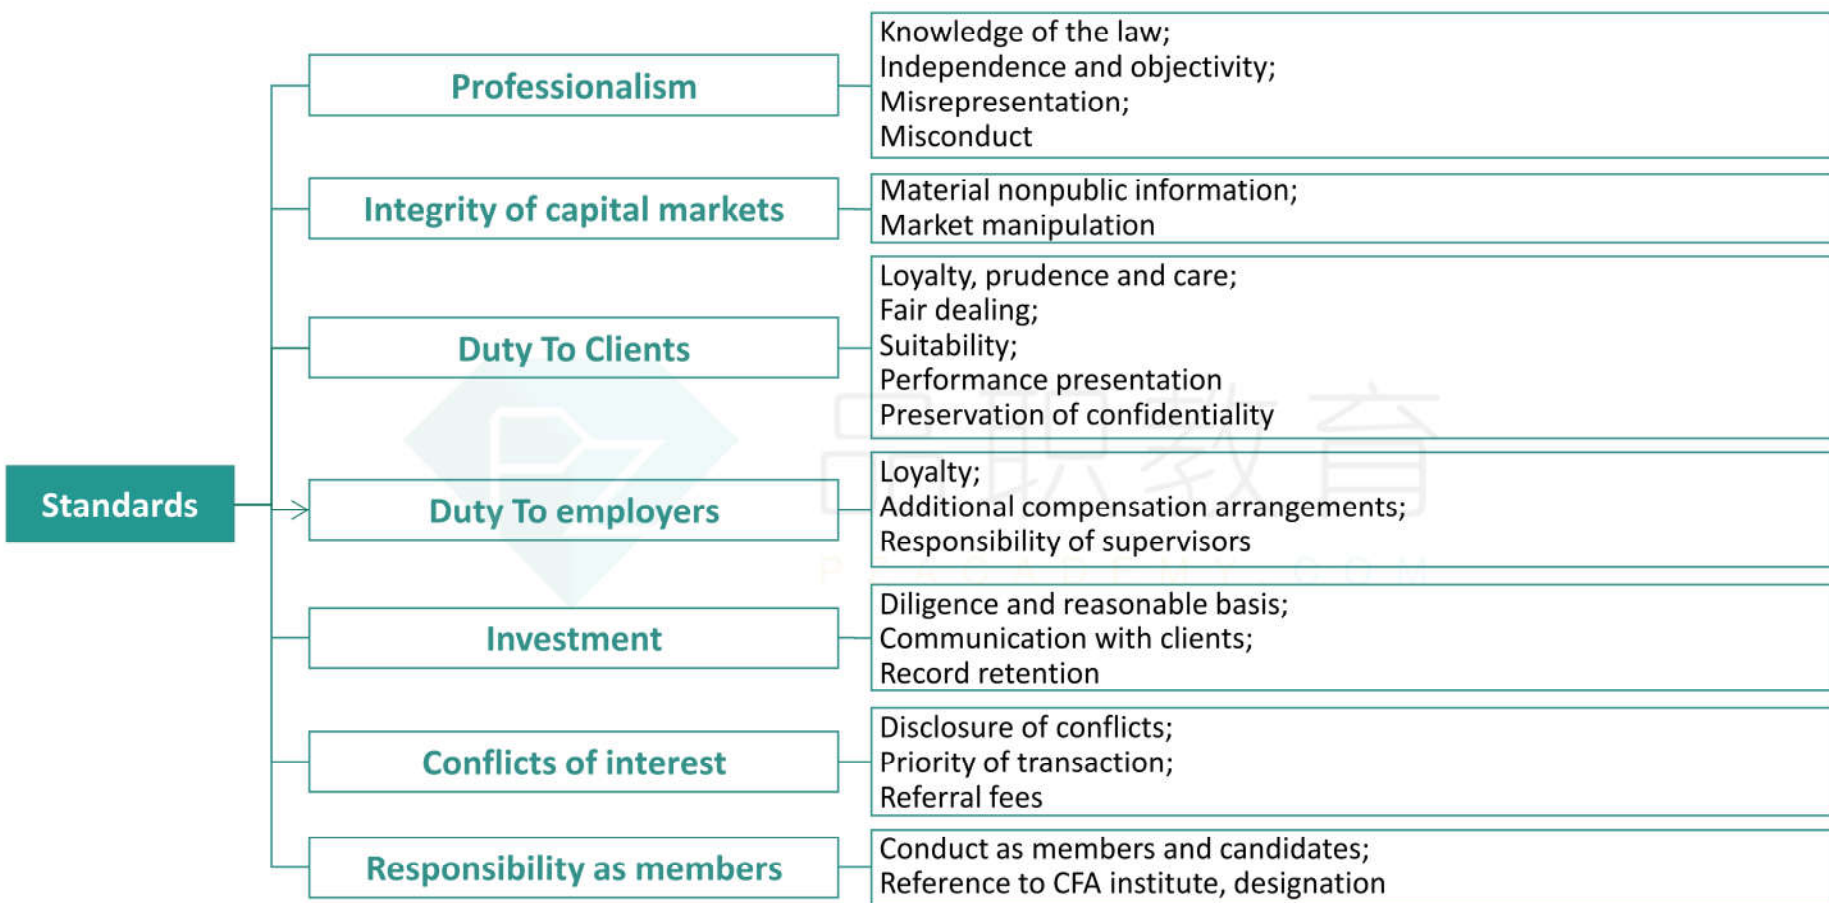 Standards
Professionalism
Knowledge of the law;
Independence and objectivity;
Misrepresentation;
Misconduct
Integrity of capital markets
Material nonpublic information;
Market manipulation
Duty To Clients
Loyalty, prudence and care;
Fair dealing;
Suitability;
Performance presentation
Preservation of confidentiality
Duty To employers
Loyalty;
Additional compensation arrangements;
Responsibility of supervisors
Investment
Diligence and reasonable basis;
Communication with clients;
Record retention
Conflicts of interest
Disclosure of conflicts;
Priority of transaction;
Referral fees
Responsibility as members
Conduct as members and candidates;
Reference to CFA institute, designation
品职教育